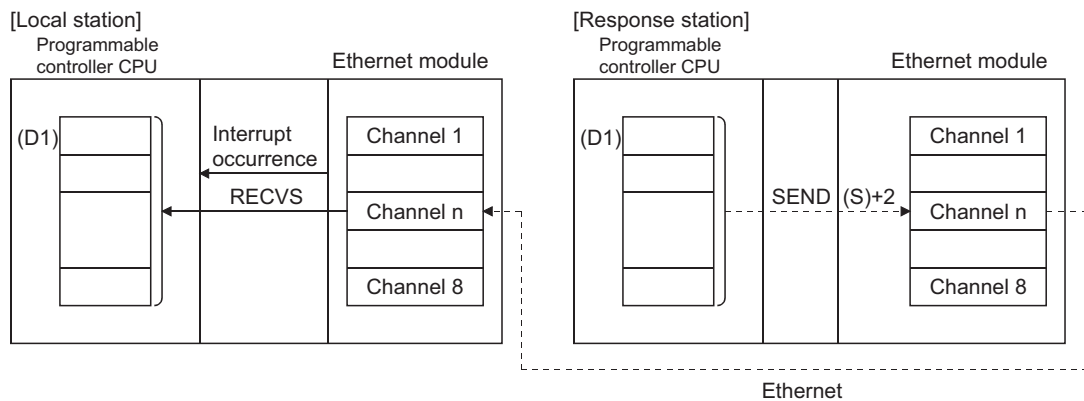 [Local station]
Programmable
controller CPU
Ethernet module
(D1)
Interrupt
occurrence
RECVS
Channel 1
Channel n
Channel 8
[Response station]
Programmable
controller CPU
Ethernet module
(D1)
SEND
(S)+2
Channel 1
Channel n
Channel 8
Ethernet